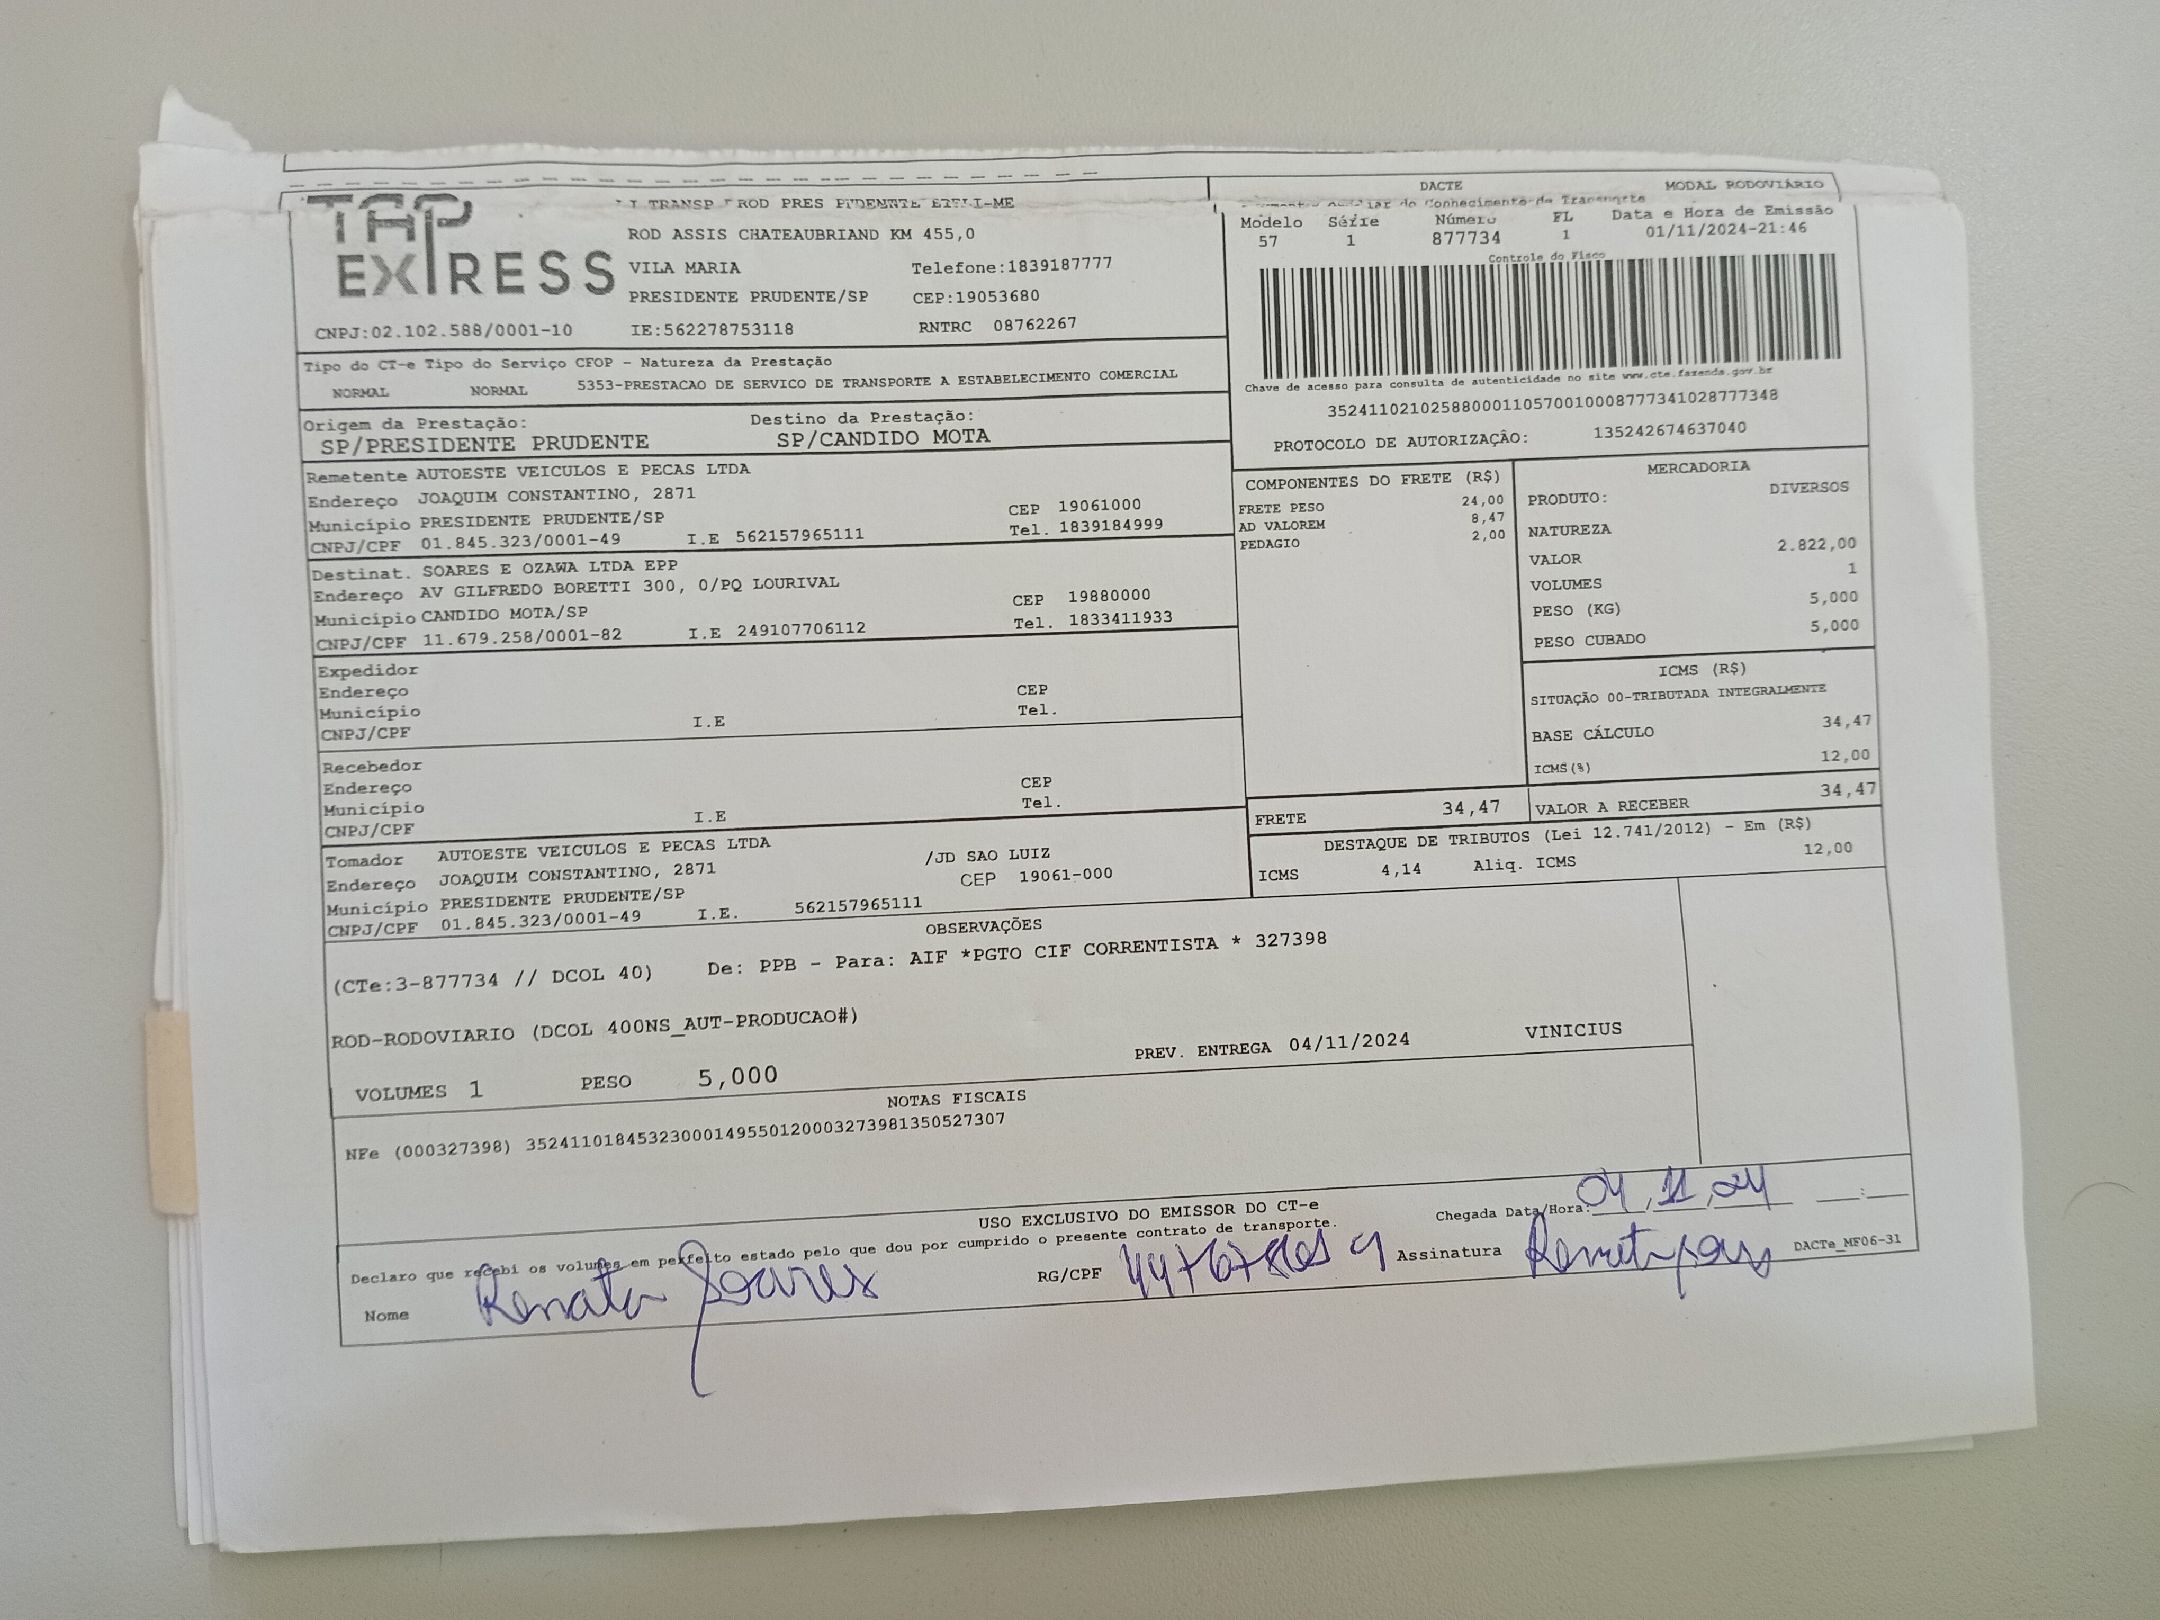 DACTE MODAL RODOVIÁRIO
TAP EXPRESS
TRANSP ROD PRES PRUDENTE EIRELI-ME
do Conhecimento de Transporte
ROD ASSIS CHATEAUBRIAND KM 455,0
VILA MARIA Telefone:1839187777
PRESIDENTE PRUDENTE/SP CEP:19053680
CNPJ:02.102.588/0001-10 IE:562278753118 RNTRC 08762267
Modelo Série Número FL Data e Hora de Emissão
57 1 877734 1 01/11/2024-21:46
Controle do Fisco
Chave de acesso para consulta de autenticidade no site www.cte.fazenda.gov.br
35241102102588000110570010008777341028777348
PROTOCOLO DE AUTORIZAÇÃO: 135242674637040
Tipo do CT-e Tipo do Serviço CFOP - Natureza da Prestação
NORMAL NORMAL 5353-PRESTACAO DE SERVICO DE TRANSPORTE A ESTABELECIMENTO COMERCIAL
Origem da Prestação: Destino da Prestação:
SP/PRESIDENTE PRUDENTE SP/CANDIDO MOTA
Remetente AUTOESTE VEICULOS E PECAS LTDA
Endereço JOAQUIM CONSTANTINO, 2871 CEP 19061000
Município PRESIDENTE PRUDENTE/SP Tel. 1839184999
CNPJ/CPF 01.845.323/0001-49 I.E 562157965111
Destinat. SOARES E OZAWA LTDA EPP
Endereço AV GILFREDO BORETTI 300, 0/PQ LOURIVAL CEP 19880000
Município CANDIDO MOTA/SP Tel. 1833411933
CNPJ/CPF 11.679.258/0001-82 I.E 249107706112
Expedidor
Endereço CEP
Município Tel.
CNPJ/CPF I.E
Recebedor
Endereço CEP
Município Tel.
CNPJ/CPF I.E
Tomador AUTOESTE VEICULOS E PECAS LTDA /JD SAO LUIZ
Endereço JOAQUIM CONSTANTINO, 2871 CEP 19061-000
Município PRESIDENTE PRUDENTE/SP
CNPJ/CPF 01.845.323/0001-49 I.E. 562157965111
COMPONENTES DO FRETE (R$)
FRETE PESO 24,00
AD VALOREM 8,47
PEDAGIO 2,00
MERCADORIA
PRODUTO: DIVERSOS
NATUREZA
VALOR 2.822,00
VOLUMES 1
PESO (KG) 5,000
PESO CUBADO 5,000
ICMS (R$)
SITUAÇÃO 00-TRIBUTADA INTEGRALMENTE
BASE CÁLCULO 34,47
ICMS(%) 12,00
FRETE 34,47 VALOR A RECEBER 34,47
DESTAQUE DE TRIBUTOS (Lei 12.741/2012) - Em (R$)
ICMS 4,14 Aliq. ICMS 12,00
OBSERVAÇÕES
(CTe:3-877734 // DCOL 40) De: PPB - Para: AIF *PGTO CIF CORRENTISTA * 327398
ROD-RODOVIARIO (DCOL 400NS_AUT-PRODUCAO#)
PREV. ENTREGA 04/11/2024 VINICIUS
VOLUMES 1 PESO 5,000
NOTAS FISCAIS
NFe (000327398) 35241101845323000149550120003273981350527307
USO EXCLUSIVO DO EMISSOR DO CT-e
Declaro que recebi os volumes em perfeito estado pelo que dou por cumprido o presente contrato de transporte.
Chegada Data/Hora: 04 11 24 __:__
Nome Renata Soares RG/CPF Assinatura DACTe_MF06-31